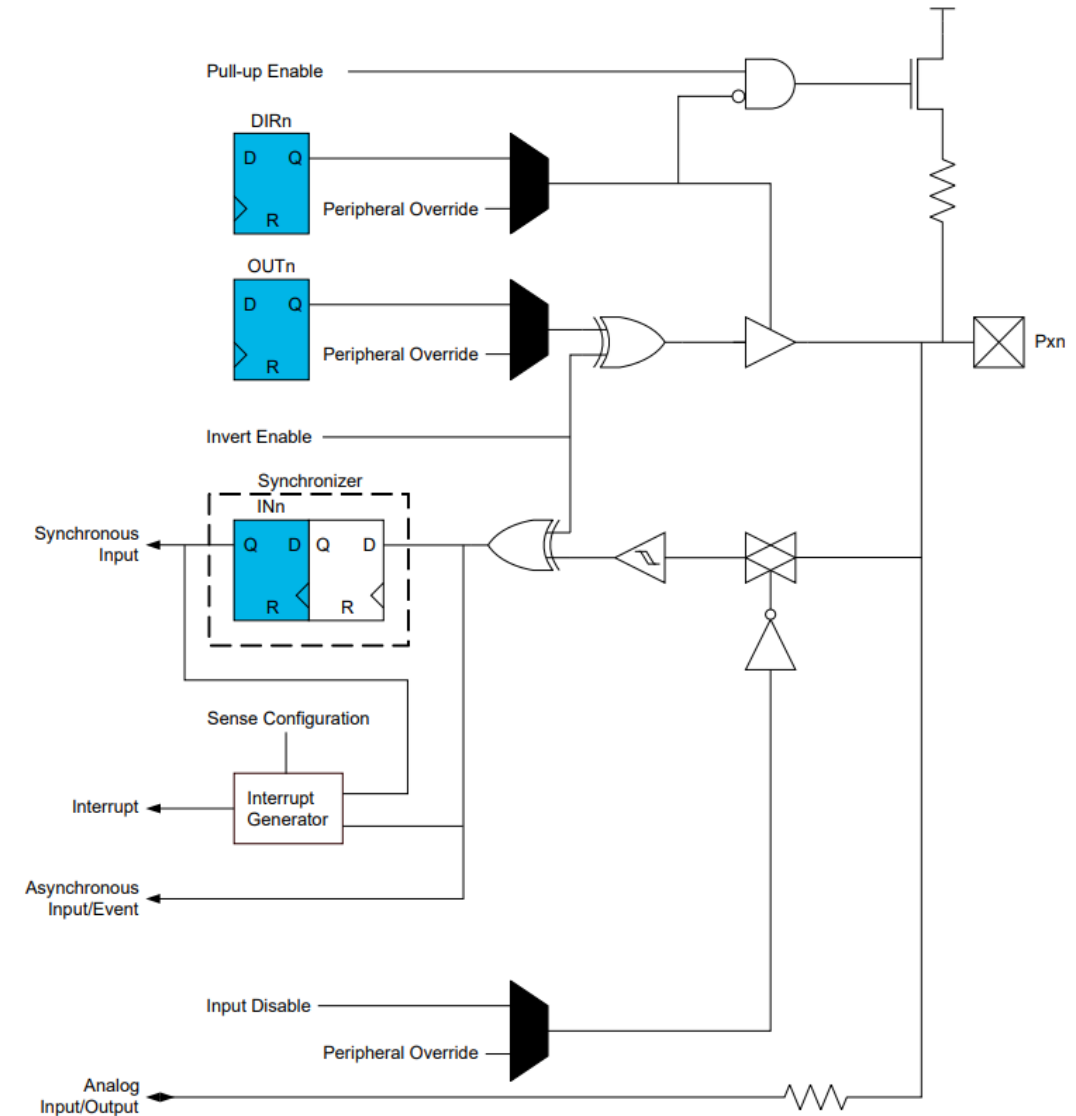 Pull-up Enable
DIRn
D Q
Peripheral Override
R
OUTn
D Q
Peripheral Override
R
Pxn
Invert Enable
Synchronizer
INn
Synchronous
Input
Q D Q D
R R
Sense Configuration
Interrupt
Interrupt
Generator
Asynchronous
Input/Event
Input Disable
Peripheral Override
Analog
Input/Output